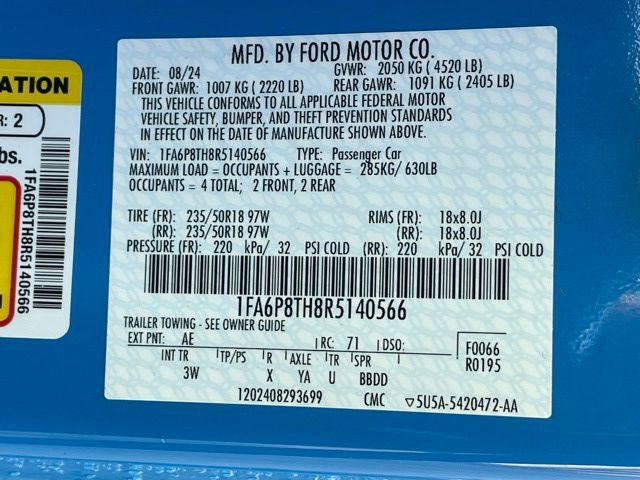 MFD. BY FORD MOTOR CO.
DATE: 08/24 GVWR: 2050 KG ( 4520 LB)
FRONT GAWR: 1007 KG ( 2220 LB) REAR GAWR: 1091 KG ( 2405 LB)
THIS VEHICLE CONFORMS TO ALL APPLICABLE FEDERAL MOTOR
VEHICLE SAFETY, BUMPER, AND THEFT PREVENTION STANDARDS
IN EFFECT ON THE DATE OF MANUFACTURE SHOWN ABOVE.
VIN: 1FA6P8TH8R5140566 TYPE: Passenger Car
MAXIMUM LOAD = OCCUPANTS + LUGGAGE = 285KG/ 630LB
OCCUPANTS = 4 TOTAL; 2 FRONT, 2 REAR
TIRE (FR): 235/50R18 97W RIMS (FR): 18x8.0J
(RR): 235/50R18 97W (RR): 18x8.0J
PRESSURE (FR): 220 kPa/ 32 PSI COLD (RR): 220 kPa/ 32 PSI COLD
1FA6P8TH8R5140566
TRAILER TOWING - SEE OWNER GUIDE
EXT PNT: AE RC: 71 DSO:
F0066
R0195
INT TR TP/PS R AXLE TR SPR
3W X YA U BBDD
1202408293699 CMC ▽5U5A-5420472-AA
ATION
R: 2
bs.
1FA6P8TH8R5140566